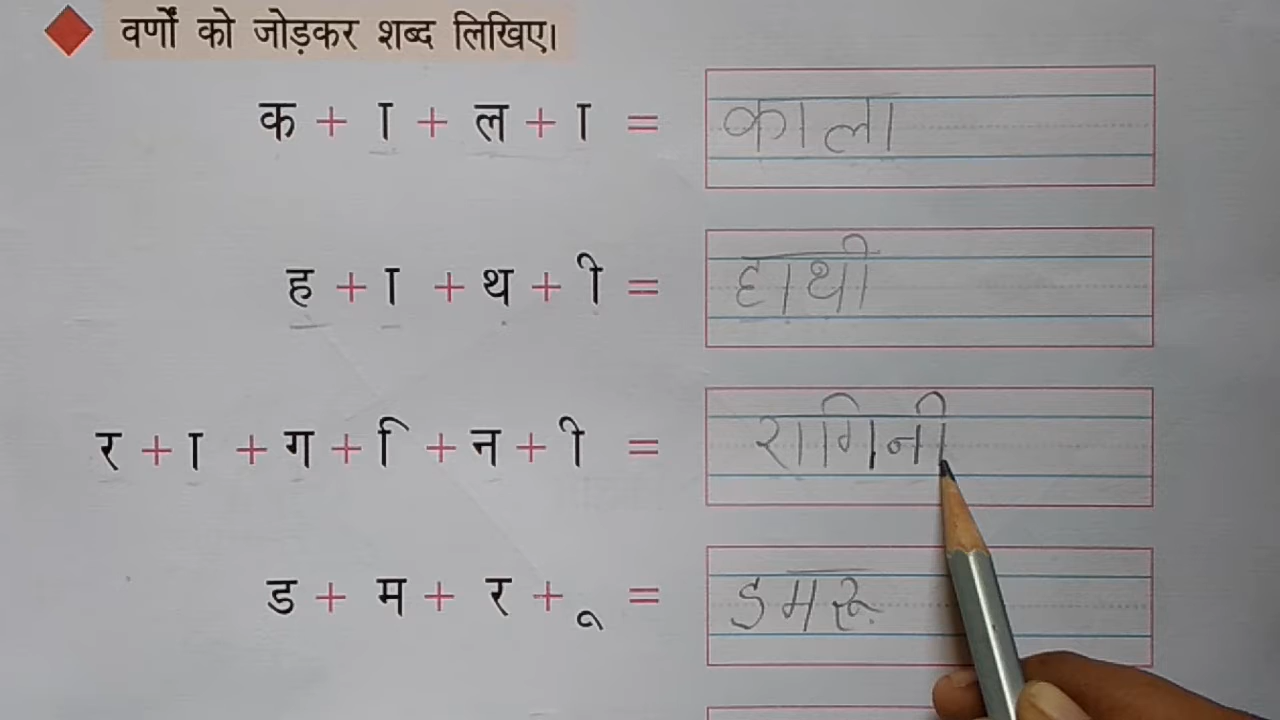 वर्णों को जोड़कर शब्द लिखिए।
क + ा + ल + ा = काला
ह + ा + थ + ी = हाथी
र + ा + ग + ि + न + ी = रागिनी
ड + म + र + ू = डमरू